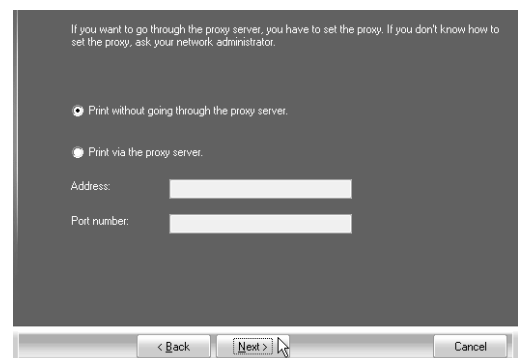 If you want to go through the proxy server, you have to set the proxy. If you don't know how to
set the proxy, ask your network administrator.
Print without going through the proxy server.
Print via the proxy server.
Address:
Port number:
< Back Next > Cancel